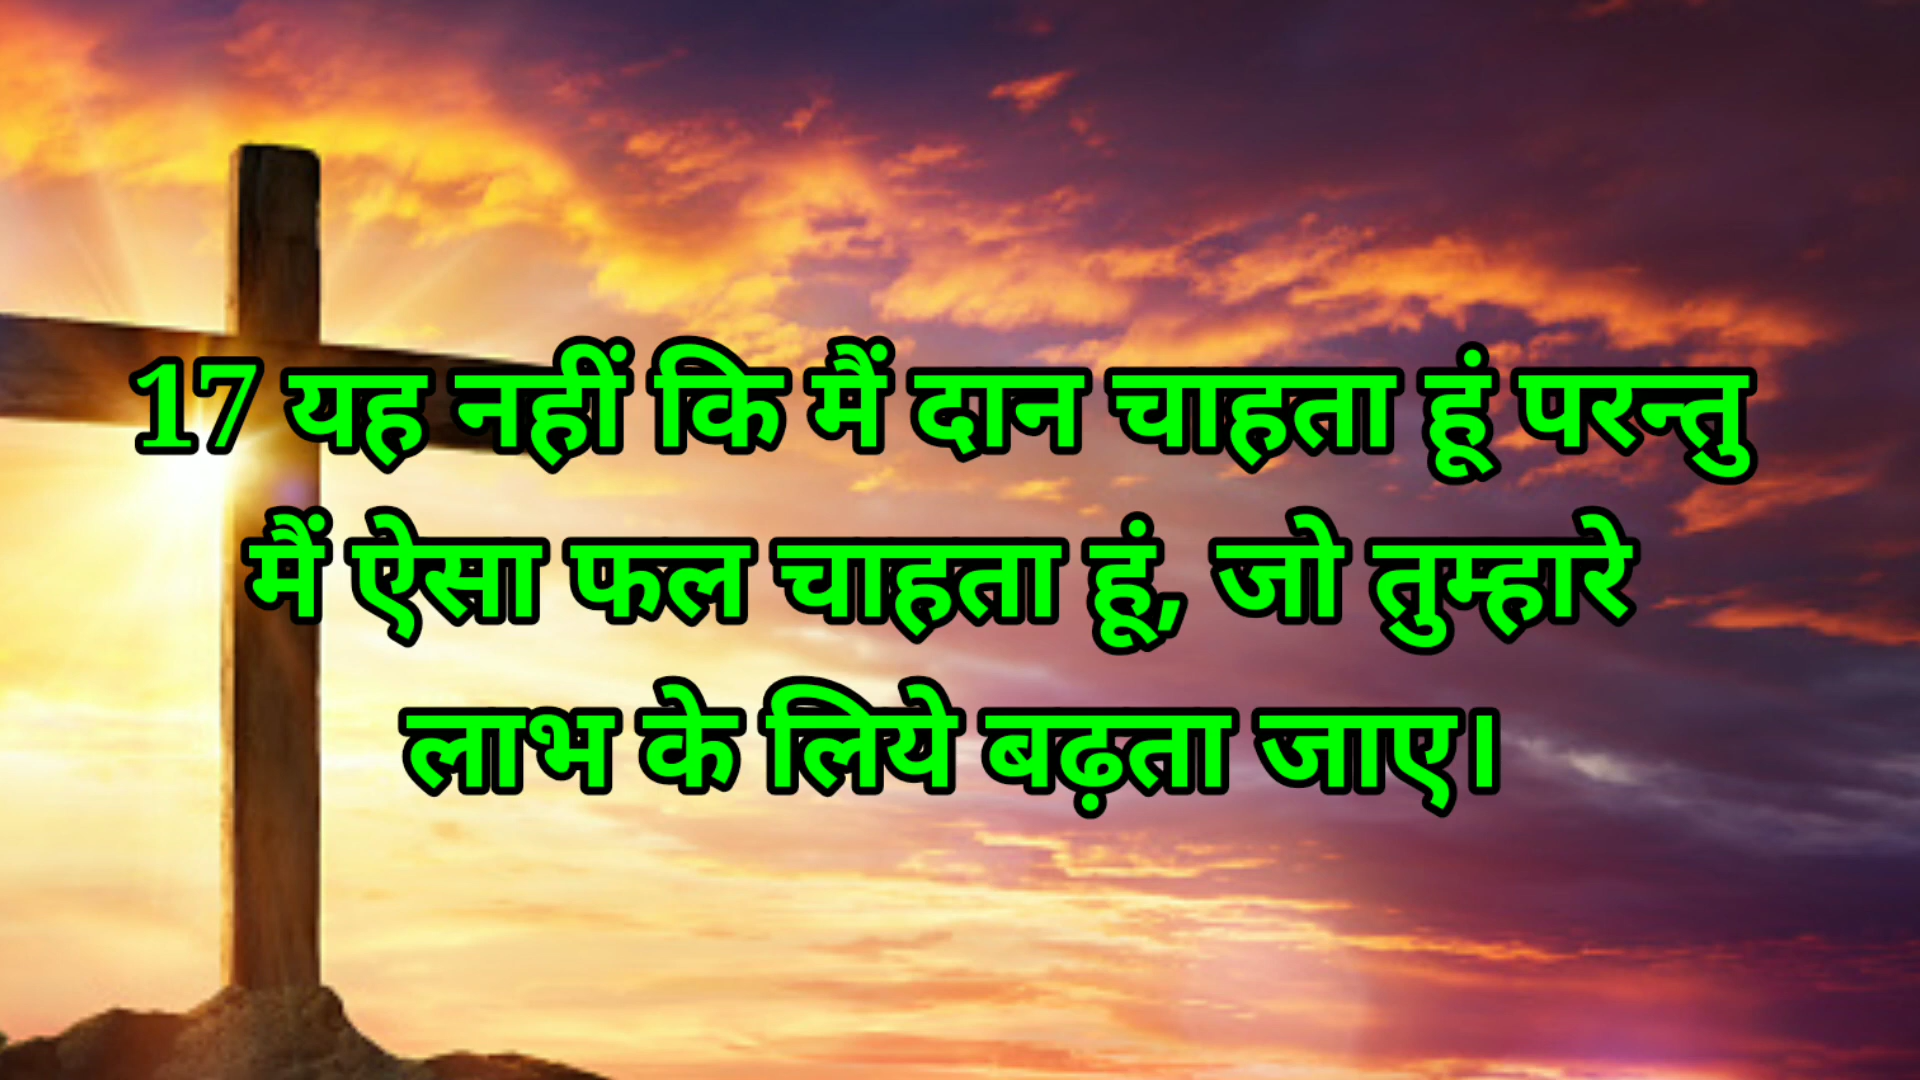 17 यह नहीं कि मैं दान चाहता हूं परन्तु
मैं ऐसा फल चाहता हूं, जो तुम्हारे
लाभ के लिये बढ़ता जाए।